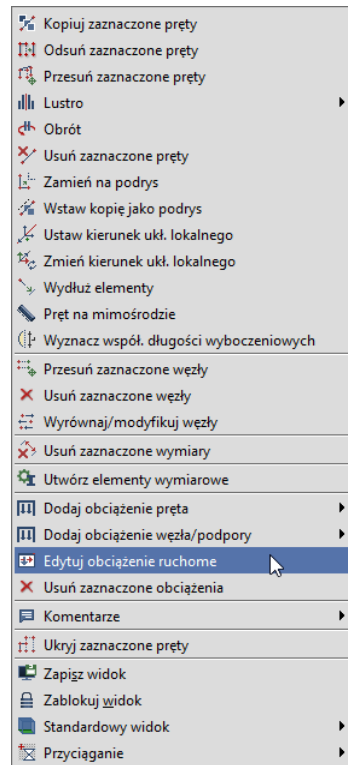 Kopiuj zaznaczone pręty
Odsuń zaznaczone pręty
Przesuń zaznaczone pręty
Lustro
Obrót
Usuń zaznaczone pręty
Zamień na podrys
Wstaw kopię jako podrys
Ustaw kierunek ukł. lokalnego
Zmień kierunek ukł. lokalnego
Wydłuż elementy
Pręt na mimośrodzie
Wyznacz współ. długości wyboczeniowych
Przesuń zaznaczone węzły
Usuń zaznaczone węzły
Wyrównaj/modyfikuj węzły
Usuń zaznaczone wymiary
Utwórz elementy wymiarowe
Dodaj obciążenie pręta
Dodaj obciążenie węzła/podpory
Edytuj obciążenie ruchome
Usuń zaznaczone obciążenia
Komentarze
Ukryj zaznaczone pręty
Zapisz widok
Zablokuj widok
Standardowy widok
Przyciąganie